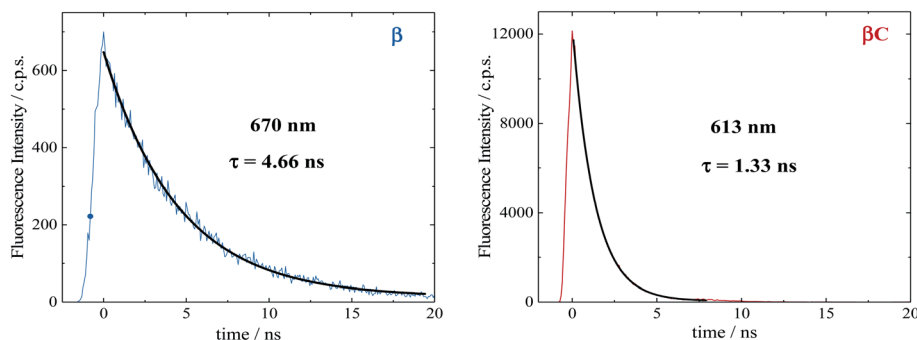 β
670 nm
τ = 4.66 ns
Fluorescence Intensity / c.p.s.
600
400
200
0
0 5 10 15 20
time / ns
βC
613 nm
τ = 1.33 ns
Fluorescence Intensity / c.p.s.
12000
8000
4000
0
0 5 10 15 20
time / ns